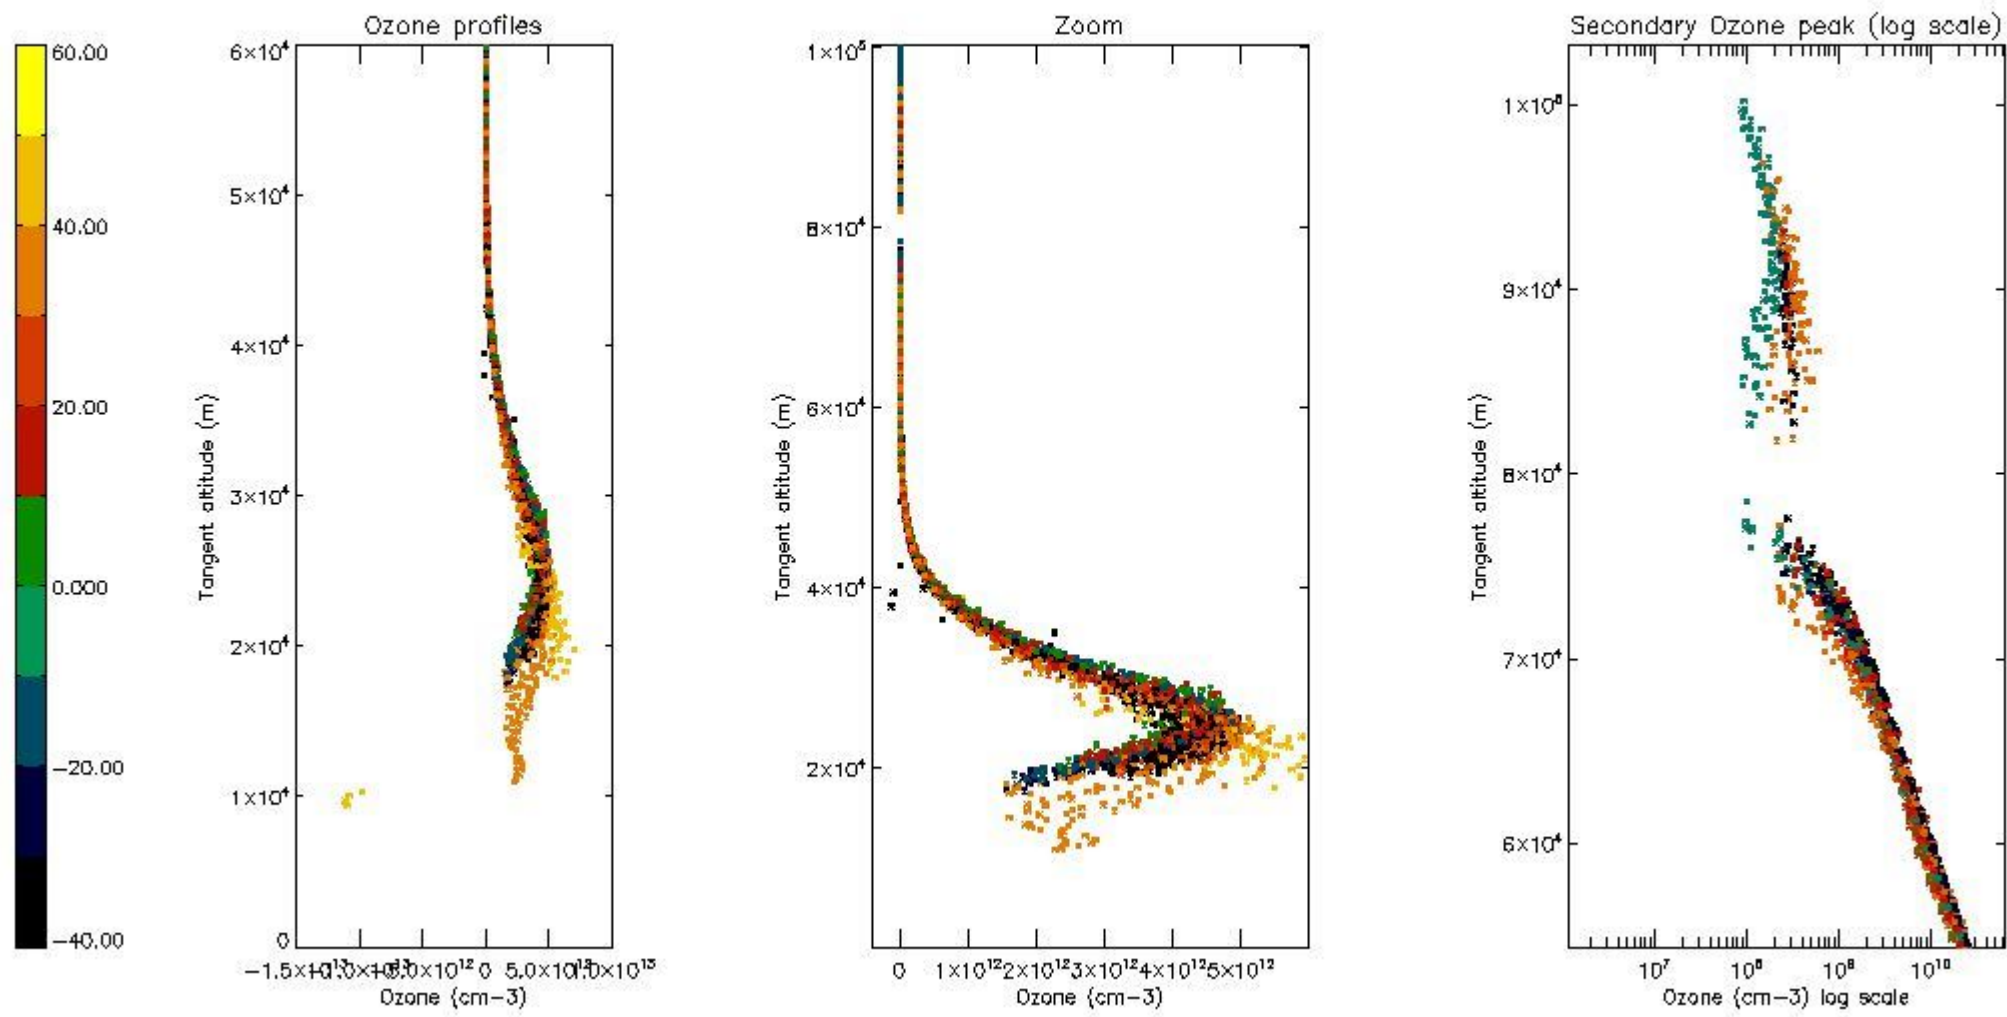 60.00
40.00
20.00
0.000
−20.00
−40.00
Ozone profiles
6×10⁴
5×10⁴
4×10⁴
3×10⁴
2×10⁴
1×10⁴
0
Tangent altitude (m)
0
Ozone (cm−3)
Zoom
1×10⁵
8×10⁴
6×10⁴
4×10⁴
2×10⁴
Tangent altitude (m)
0 1×10¹² 2×10¹² 3×10¹² 4×10¹² 5×10¹²
Ozone (cm−3)
Secondary Ozone peak (log scale)
9×10⁴
8×10⁴
7×10⁴
6×10⁴
Tangent altitude (m)
10⁷ 10¹⁰
Ozone (cm−3) log scale